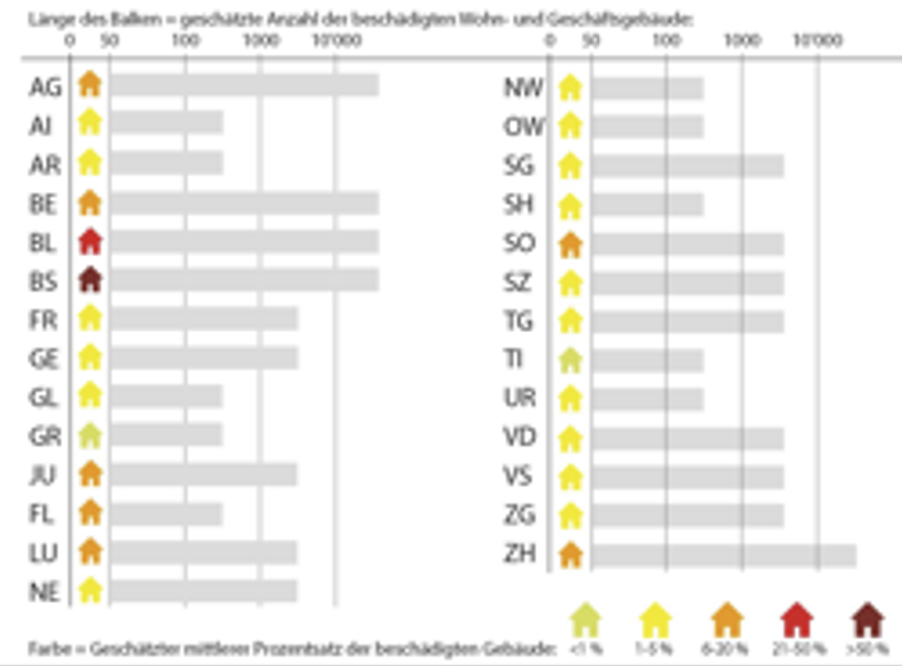 Länge des Balken = geschätzte Anzahl der beschädigten Wohn- und Geschäftsgebäude:
0 50 100 1000 10'000
0 50 100 1000 10'000
AG
AI
AR
BE
BL
BS
FR
GE
GL
GR
JU
FL
LU
NE
NW
OW
SG
SH
SO
SZ
TG
TI
UR
VD
VS
ZG
ZH
Farbe = Geschätzter mittlerer Prozentsatz der beschädigten Gebäude: <1 % 1-5 % 6-20 % 21-50 % >50 %